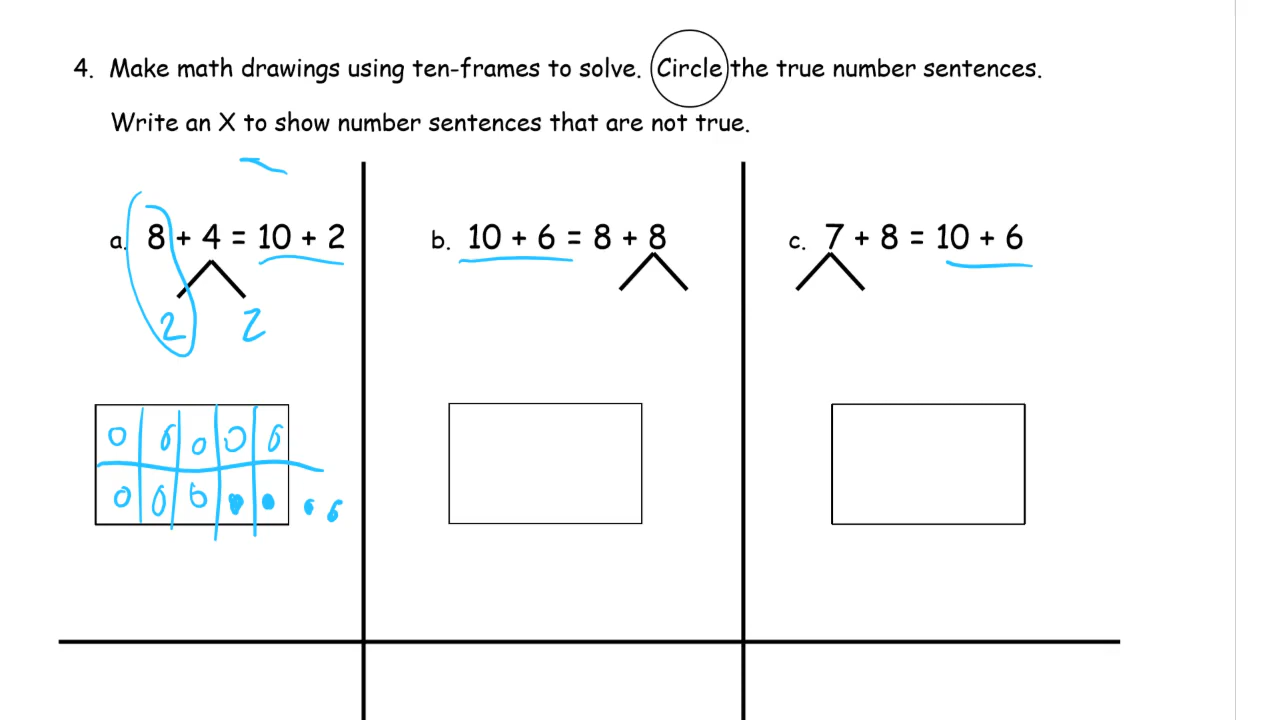 4. Make math drawings using ten-frames to solve. Circle the true number sentences.
Write an X to show number sentences that are not true.
a. 8 + 4 = 10 + 2
2 2
b. 10 + 6 = 8 + 8
c. 7 + 8 = 10 + 6